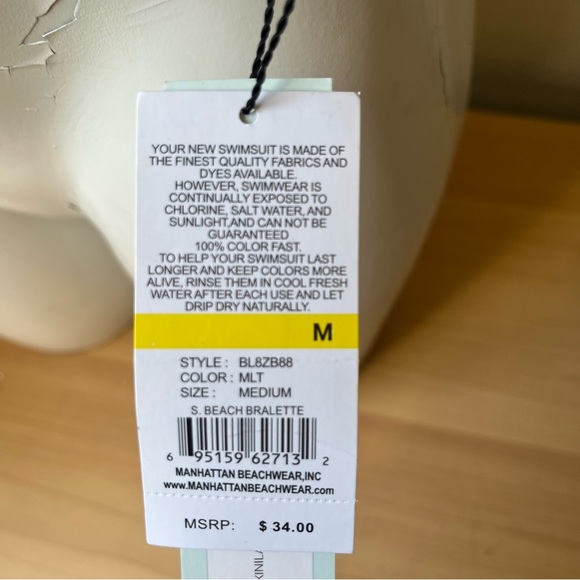 YOUR NEW SWIMSUIT IS MADE OF
THE FINEST QUALITY FABRICS AND
DYES AVAILABLE.
HOWEVER, SWIMWEAR IS
CONTINUALLY EXPOSED TO
CHLORINE, SALT WATER, AND
SUNLIGHT,AND CAN NOT BE
GUARANTEED
100% COLOR FAST.
TO HELP YOUR SWIMSUIT LAST
LONGER AND KEEP COLORS MORE
ALIVE, RINSE THEM IN COOL FRESH
WATER AFTER EACH USE AND LET
DRIP DRY NATURALLY.
M
STYLE : BL8ZB88
COLOR : MLT
SIZE : MEDIUM
S. BEACH BRALETTE
6 95159 62713 2
MANHATTAN BEACHWEAR,INC
www.MANHATTANBEACHWEAR.com
MSRP: $ 34.00